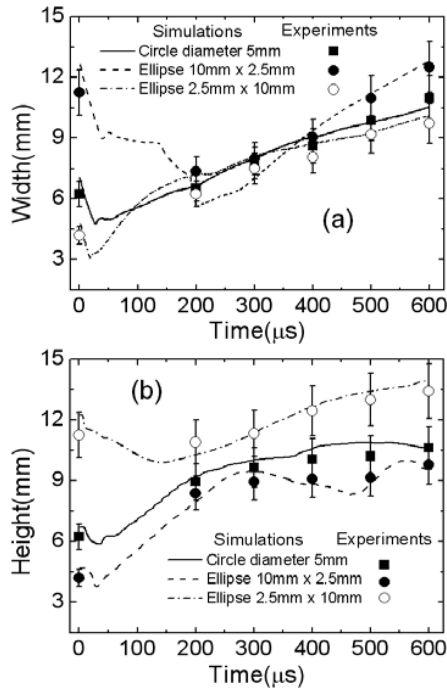 (a) Simulations Experiments
Circle diameter 5mm
Ellipse 10mm x 2.5mm
Ellipse 2.5mm x 10mm
15
12
9
6
3
Width(mm)
(a)
0 100 200 300 400 500 600
Time(μs)
15
12
9
6
3
Height(mm)
(b)
Simulations Experiments
Circle diameter 5mm
Ellipse 10mm x 2.5mm
Ellipse 2.5mm x 10mm
0 100 200 300 400 500 600
Time(μs)